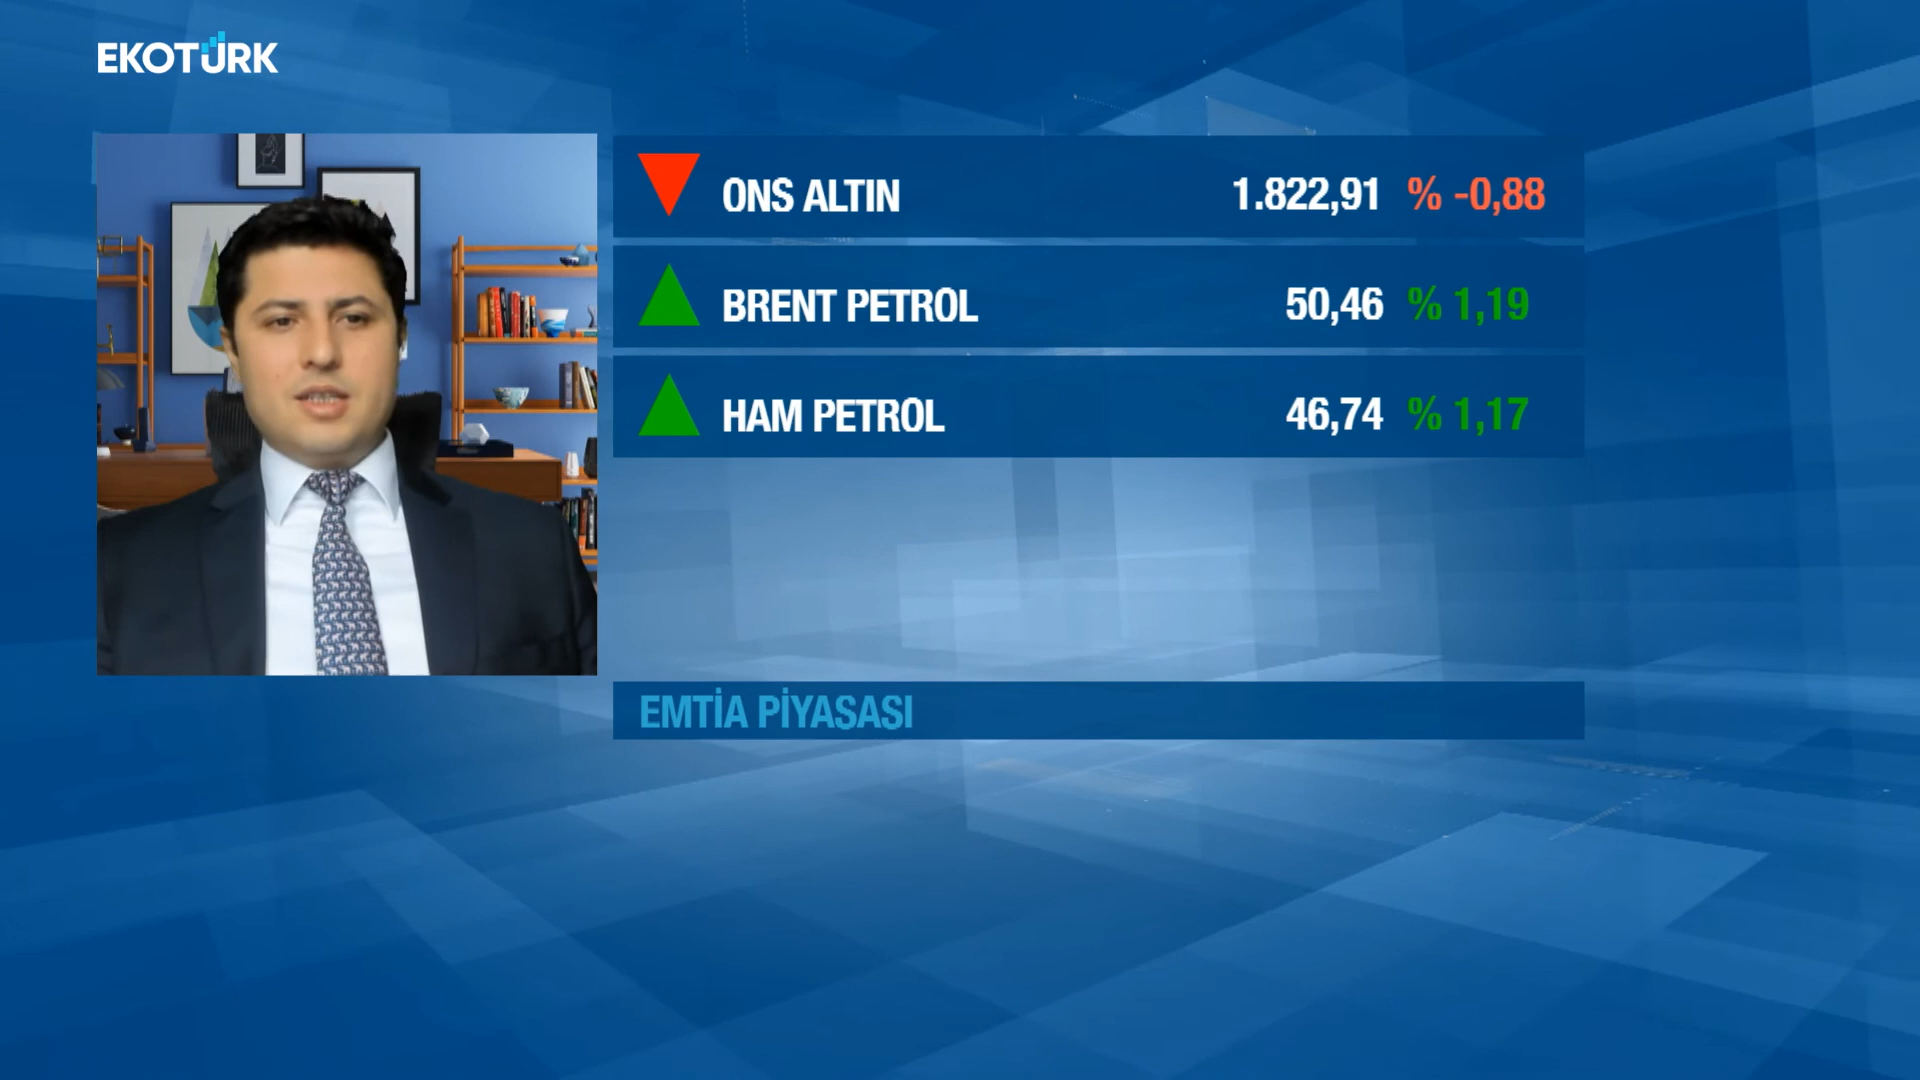 EKOTÜRK
ONS ALTIN 1.822,91 % -0,88
BRENT PETROL 50,46 % 1,19
HAM PETROL 46,74 % 1,17
EMTİA PİYASASI